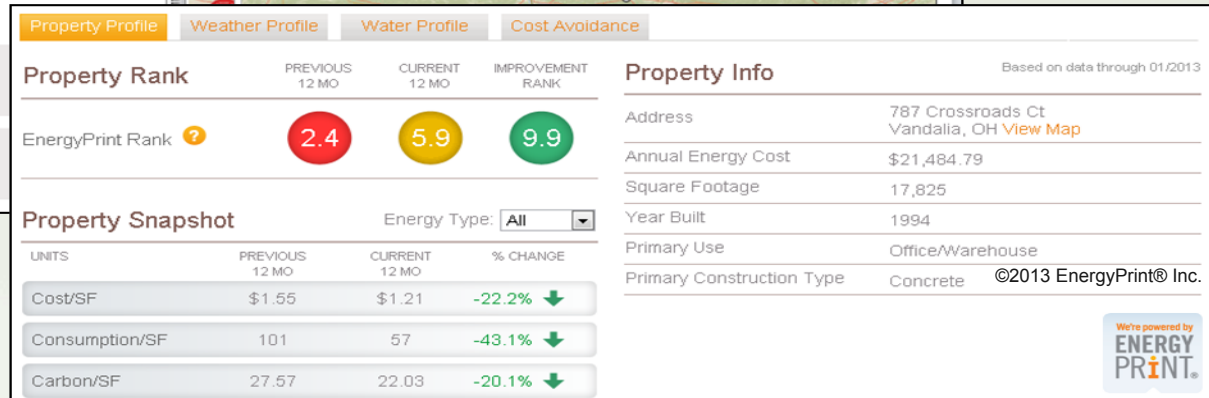 Property Profile Weather Profile Water Profile Cost Avoidance
Property Rank PREVIOUS 12 MO CURRENT 12 MO IMPROVEMENT RANK
EnergyPrint Rank ? 2.4 5.9 9.9
Property Snapshot Energy Type: All
UNITS PREVIOUS 12 MO CURRENT 12 MO % CHANGE
Cost/SF $1.55 $1.21 -22.2%
Consumption/SF 101 57 -43.1%
Carbon/SF 27.57 22.03 -20.1%
Property Info Based on data through 01/2013
Address 787 Crossroads Ct
Vandalia, OH View Map
Annual Energy Cost $21,484.79
Square Footage 17,825
Year Built 1994
Primary Use Office/Warehouse
Primary Construction Type Concrete ©2013 EnergyPrint® Inc.
We're powered by
ENERGY
PRiNT®